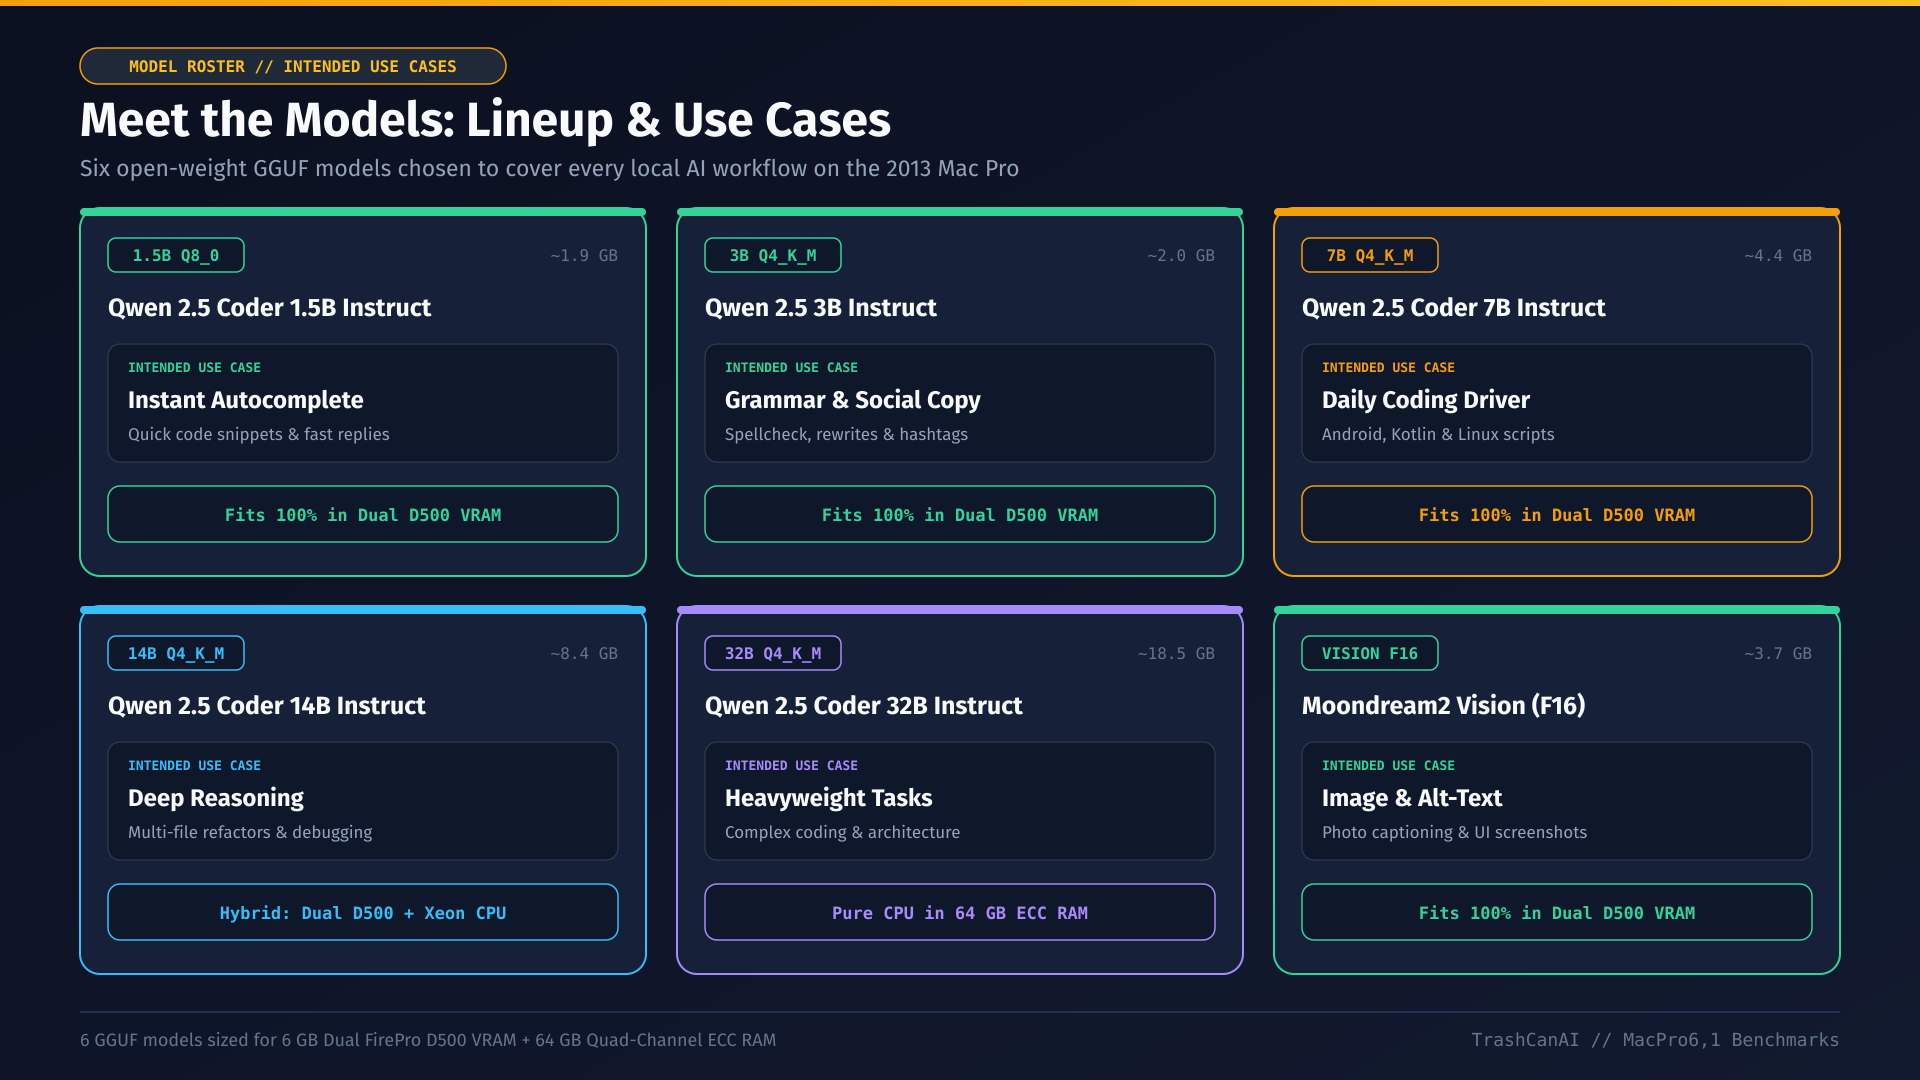 MODEL ROSTER // INTENDED USE CASES
Meet the Models: Lineup & Use Cases
Six open-weight GGUF models chosen to cover every local AI workflow on the 2013 Mac Pro
1.5B Q8_0
~1.9 GB
Qwen 2.5 Coder 1.5B Instruct
INTENDED USE CASE
Instant Autocomplete
Quick code snippets & fast replies
Fits 100% in Dual D500 VRAM
3B Q4_K_M
~2.0 GB
Qwen 2.5 3B Instruct
INTENDED USE CASE
Grammar & Social Copy
Spellcheck, rewrites & hashtags
Fits 100% in Dual D500 VRAM
7B Q4_K_M
~4.4 GB
Qwen 2.5 Coder 7B Instruct
INTENDED USE CASE
Daily Coding Driver
Android, Kotlin & Linux scripts
Fits 100% in Dual D500 VRAM
14B Q4_K_M
~8.4 GB
Qwen 2.5 Coder 14B Instruct
INTENDED USE CASE
Deep Reasoning
Multi-file refactors & debugging
Hybrid: Dual D500 + Xeon CPU
32B Q4_K_M
~18.5 GB
Qwen 2.5 Coder 32B Instruct
INTENDED USE CASE
Heavyweight Tasks
Complex coding & architecture
Pure CPU in 64 GB ECC RAM
VISION F16
~3.7 GB
Moondream2 Vision (F16)
INTENDED USE CASE
Image & Alt-Text
Photo captioning & UI screenshots
Fits 100% in Dual D500 VRAM
6 GGUF models sized for 6 GB Dual FirePro D500 VRAM + 64 GB Quad-Channel ECC RAM
TrashCanAI // MacPro6,1 Benchmarks